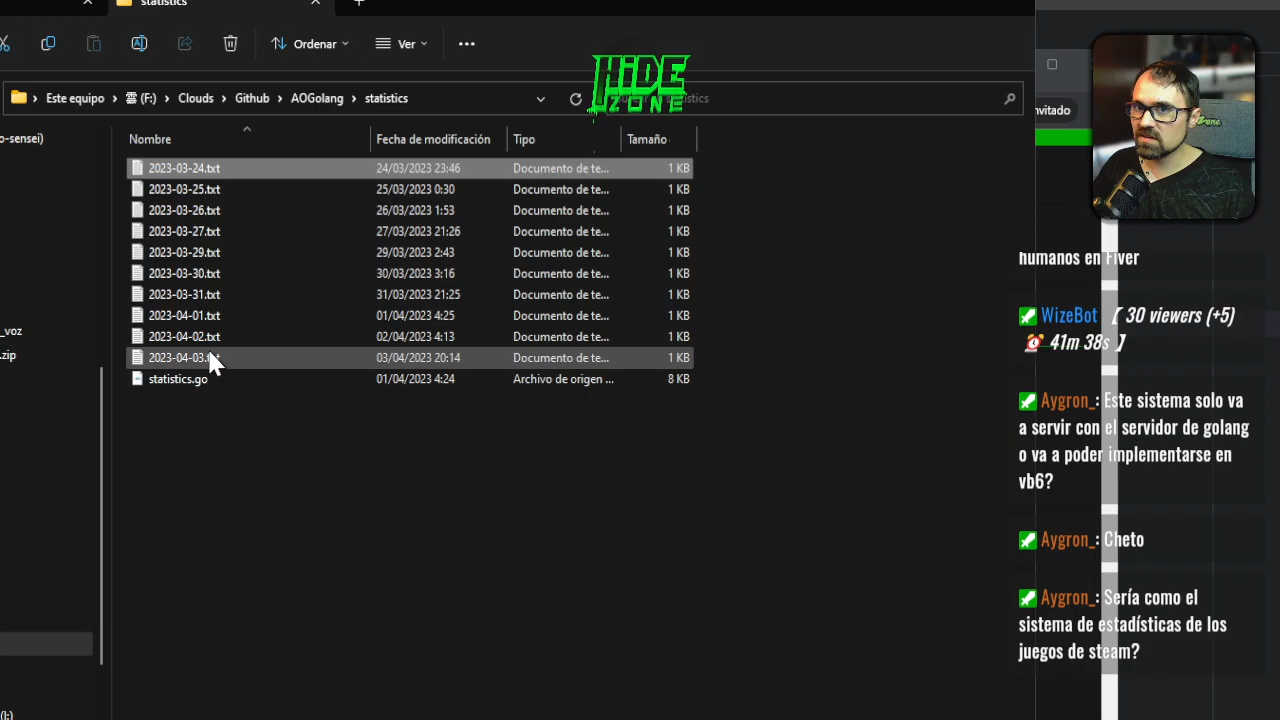 statistics
Ordenar
Ver
HiDE
ZONE
Este equipo > (F:) > Clouds > Github > AOGolang > statistics
statistics
nvitado
o-sensei)
Nombre
Fecha de modificación
Tipo
Tamaño
2023-03-24.txt 24/03/2023 23:46 Documento de te... 1 KB
2023-03-25.txt 25/03/2023 0:30 Documento de te... 1 KB
2023-03-26.txt 26/03/2023 1:53 Documento de te... 1 KB
2023-03-27.txt 27/03/2023 21:26 Documento de te... 1 KB
2023-03-29.txt 29/03/2023 2:43 Documento de te... 1 KB
2023-03-30.txt 30/03/2023 3:16 Documento de te... 1 KB
2023-03-31.txt 31/03/2023 21:25 Documento de te... 1 KB
2023-04-01.txt 01/04/2023 4:25 Documento de te... 1 KB
2023-04-02.txt 02/04/2023 4:13 Documento de te... 1 KB
2023-04-03.txt 03/04/2023 20:14 Documento de te... 1 KB
statistics.go 01/04/2023 4:24 Archivo de origen ... 8 KB
_voz
.zip
(I:)
humanos en Fiver
WizeBot [ 30 viewers (+5)
41m 38s ]
Aygron_: Este sistema solo va
a servir con el servidor de golang
o va a poder implementarse en
vb6?
Aygron_: Cheto
Aygron_: Sería como el
sistema de estadísticas de los
juegos de steam?